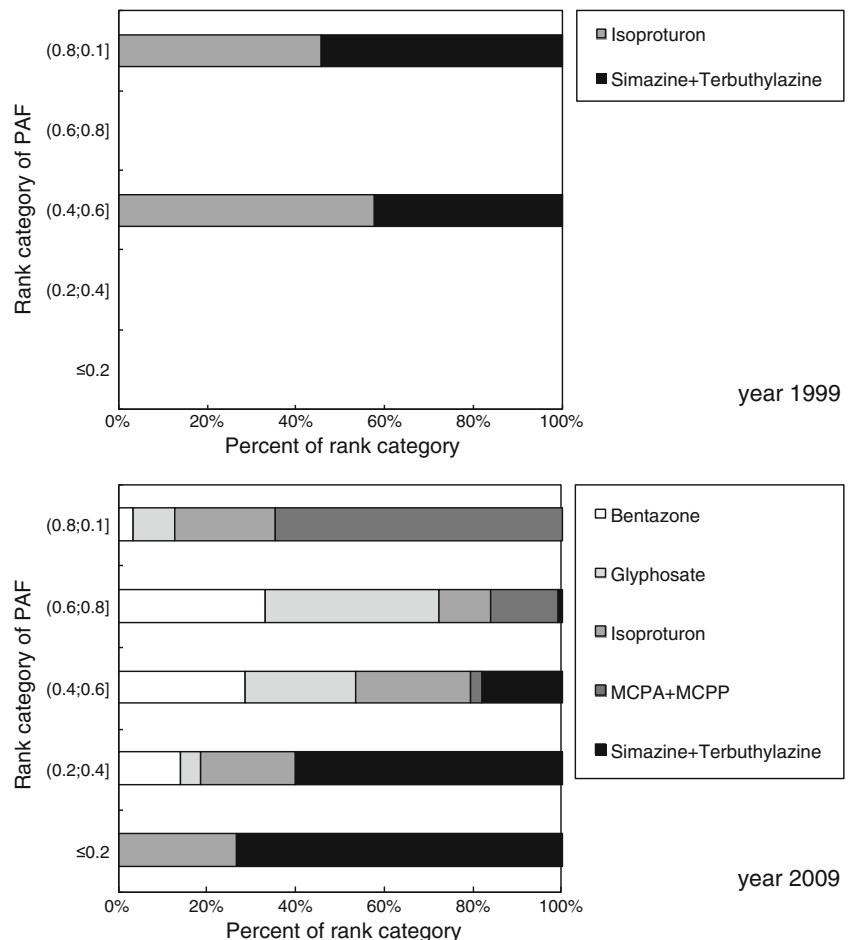 (0.8;0.1]
(0.6;0.8]
(0.4;0.6]
(0.2;0.4]
≤0.2
Rank category of PAF
0% 20% 40% 60% 80% 100%
Percent of rank category
Isoproturon
Simazine+Terbuthylazine
year 1999
(0.8;0.1]
(0.6;0.8]
(0.4;0.6]
(0.2;0.4]
≤0.2
Rank category of PAF
0% 20% 40% 60% 80% 100%
Percent of rank category
Bentazone
Glyphosate
Isoproturon
MCPA+MCPP
Simazine+Terbuthylazine
year 2009